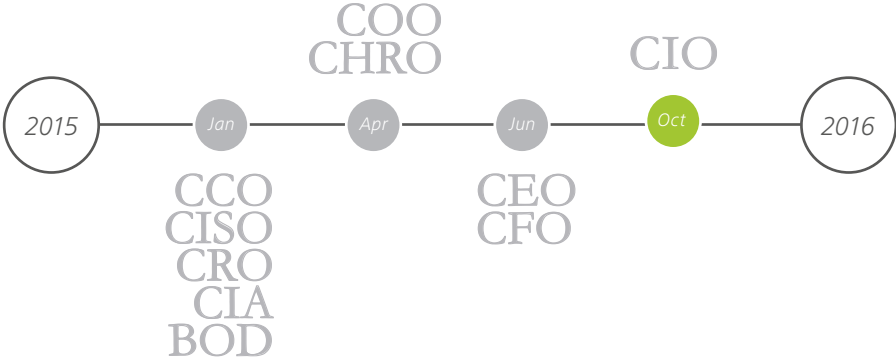 COO
CHRO
CIO
2015
Jan
Apr
Jun
Oct
2016
CCO
CISO
CRO
CIA
BOD
CEO
CFO